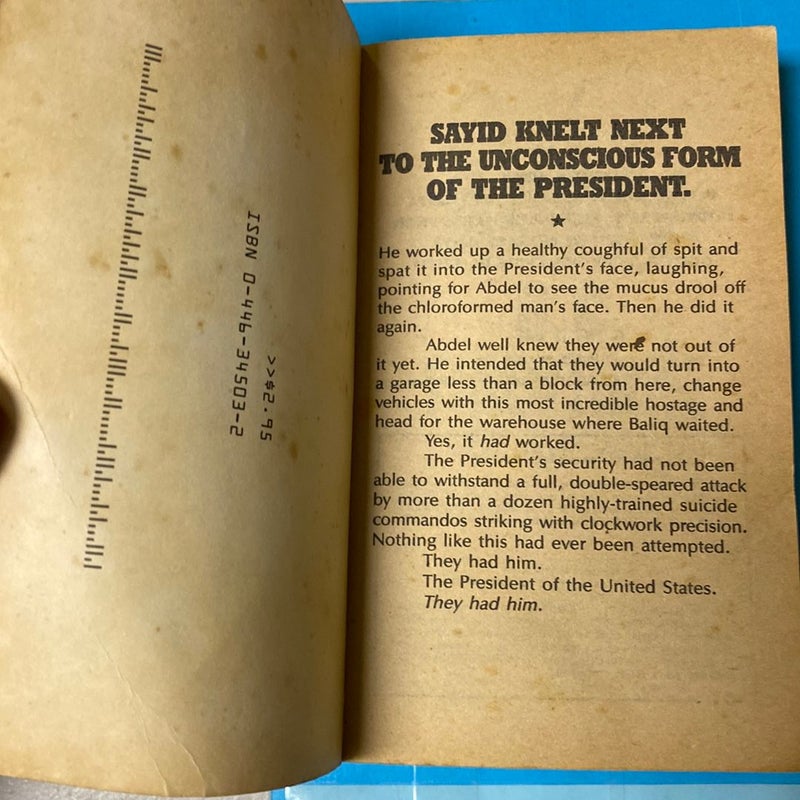 ISBN 0-446-34503-2
>>$2.95
SAYID KNELT NEXT
TO THE UNCONSCIOUS FORM
OF THE PRESIDENT.
He worked up a healthy coughful of spit and
spat it into the President's face, laughing,
pointing for Abdel to see the mucus drool off
the chloroformed man's face. Then he did it
again.
Abdel well knew they were not out of
it yet. He intended that they would turn into
a garage less than a block from here, change
vehicles with this most incredible hostage and
head for the warehouse where Baliq waited.
Yes, it had worked.
The President's security had not been
able to withstand a full, double-speared attack
by more than a dozen highly-trained suicide
commandos striking with clockwork precision.
Nothing like this had ever been attempted.
They had him.
The President of the United States.
They had him.